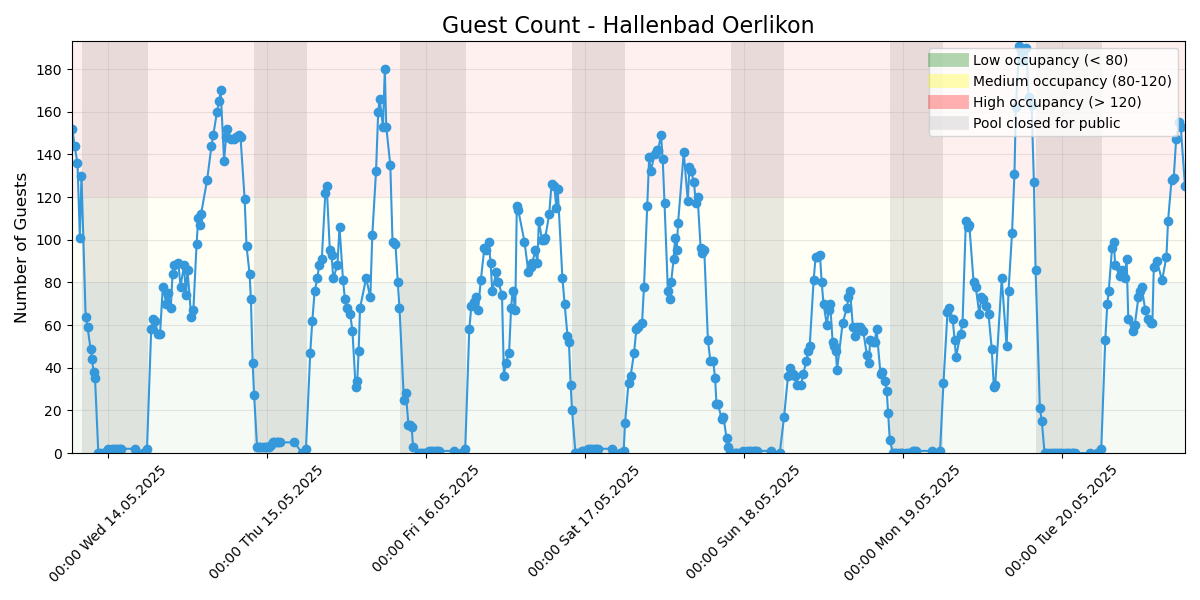 Guest Count - Hallenbad Oerlikon
Number of Guests
180
160
140
120
100
80
60
40
20
0
Low occupancy (< 80)
Medium occupancy (80-120)
High occupancy (> 120)
Pool closed for public
00:00 Wed 14.05.2025
00:00 Thu 15.05.2025
00:00 Fri 16.05.2025
00:00 Sat 17.05.2025
00:00 Sun 18.05.2025
00:00 Mon 19.05.2025
00:00 Tue 20.05.2025